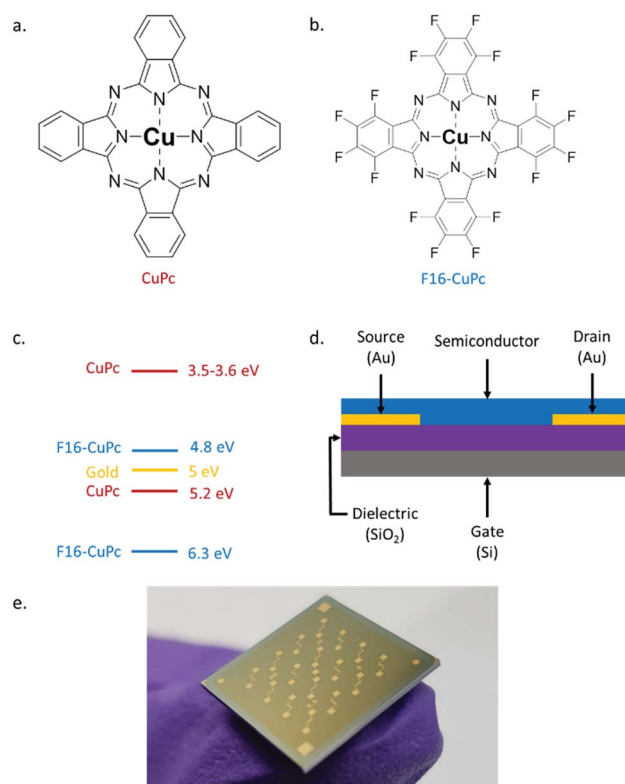 a.
N N
N
N Cu N
N
N N
CuPc
b.
F F
F F
F N N F
N
F F
N Cu N
F F
N
F N N F
F F
F F
F16-CuPc
c.
CuPc 3.5-3.6 eV
F16-CuPc 4.8 eV
Gold 5 eV
CuPc 5.2 eV
F16-CuPc 6.3 eV
d.
Source
(Au)
Semiconductor
Drain
(Au)
Dielectric
(SiO₂)
Gate
(Si)
e.